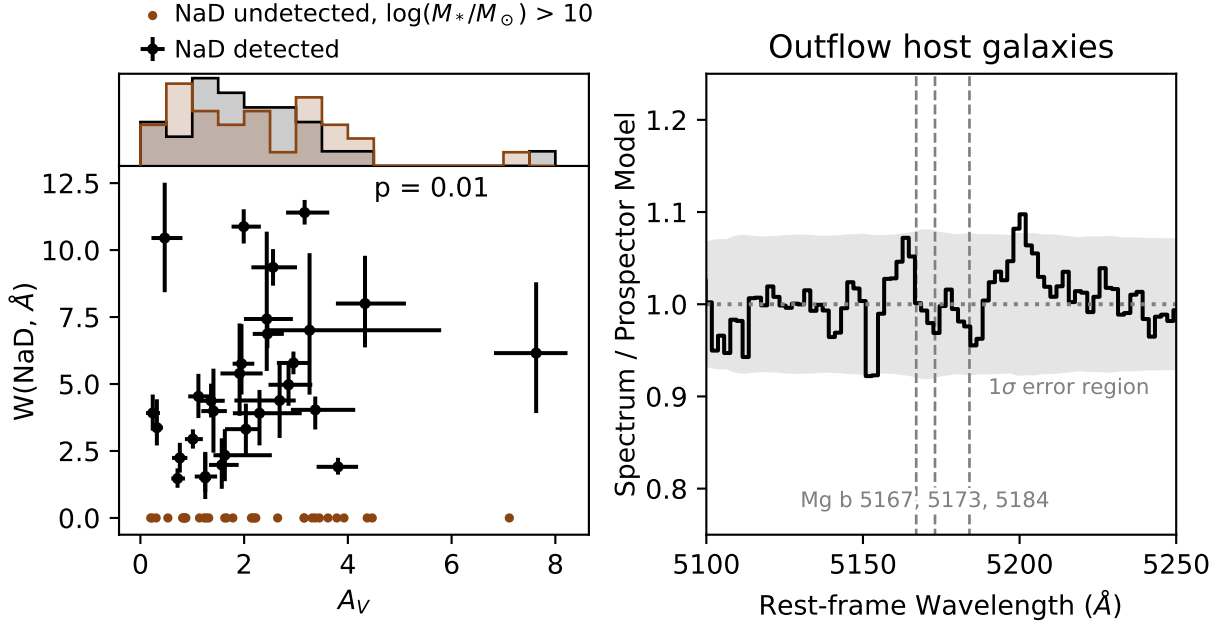 NaD undetected, log(M*/M⊙) > 10
NaD detected
p = 0.01
12.5
10.0
7.5
5.0
2.5
0.0
W(NaD, Å)
0 2 4 6 8
A_V
Outflow host galaxies
1.2
1.1
1.0
0.9
0.8
Spectrum / Prospector Model
1σ error region
Mg b 5167, 5173, 5184
5100 5150 5200 5250
Rest-frame Wavelength (Å)